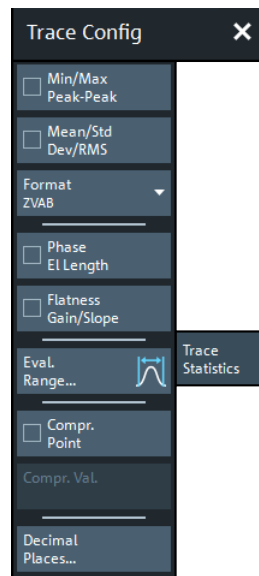 Trace Config
Min/Max
Peak-Peak
Mean/Std
Dev/RMS
Format
ZVAB
Phase
El Length
Flatness
Gain/Slope
Eval.
Range...
Trace
Statistics
Compr.
Point
Compr. Val.
Decimal
Places...